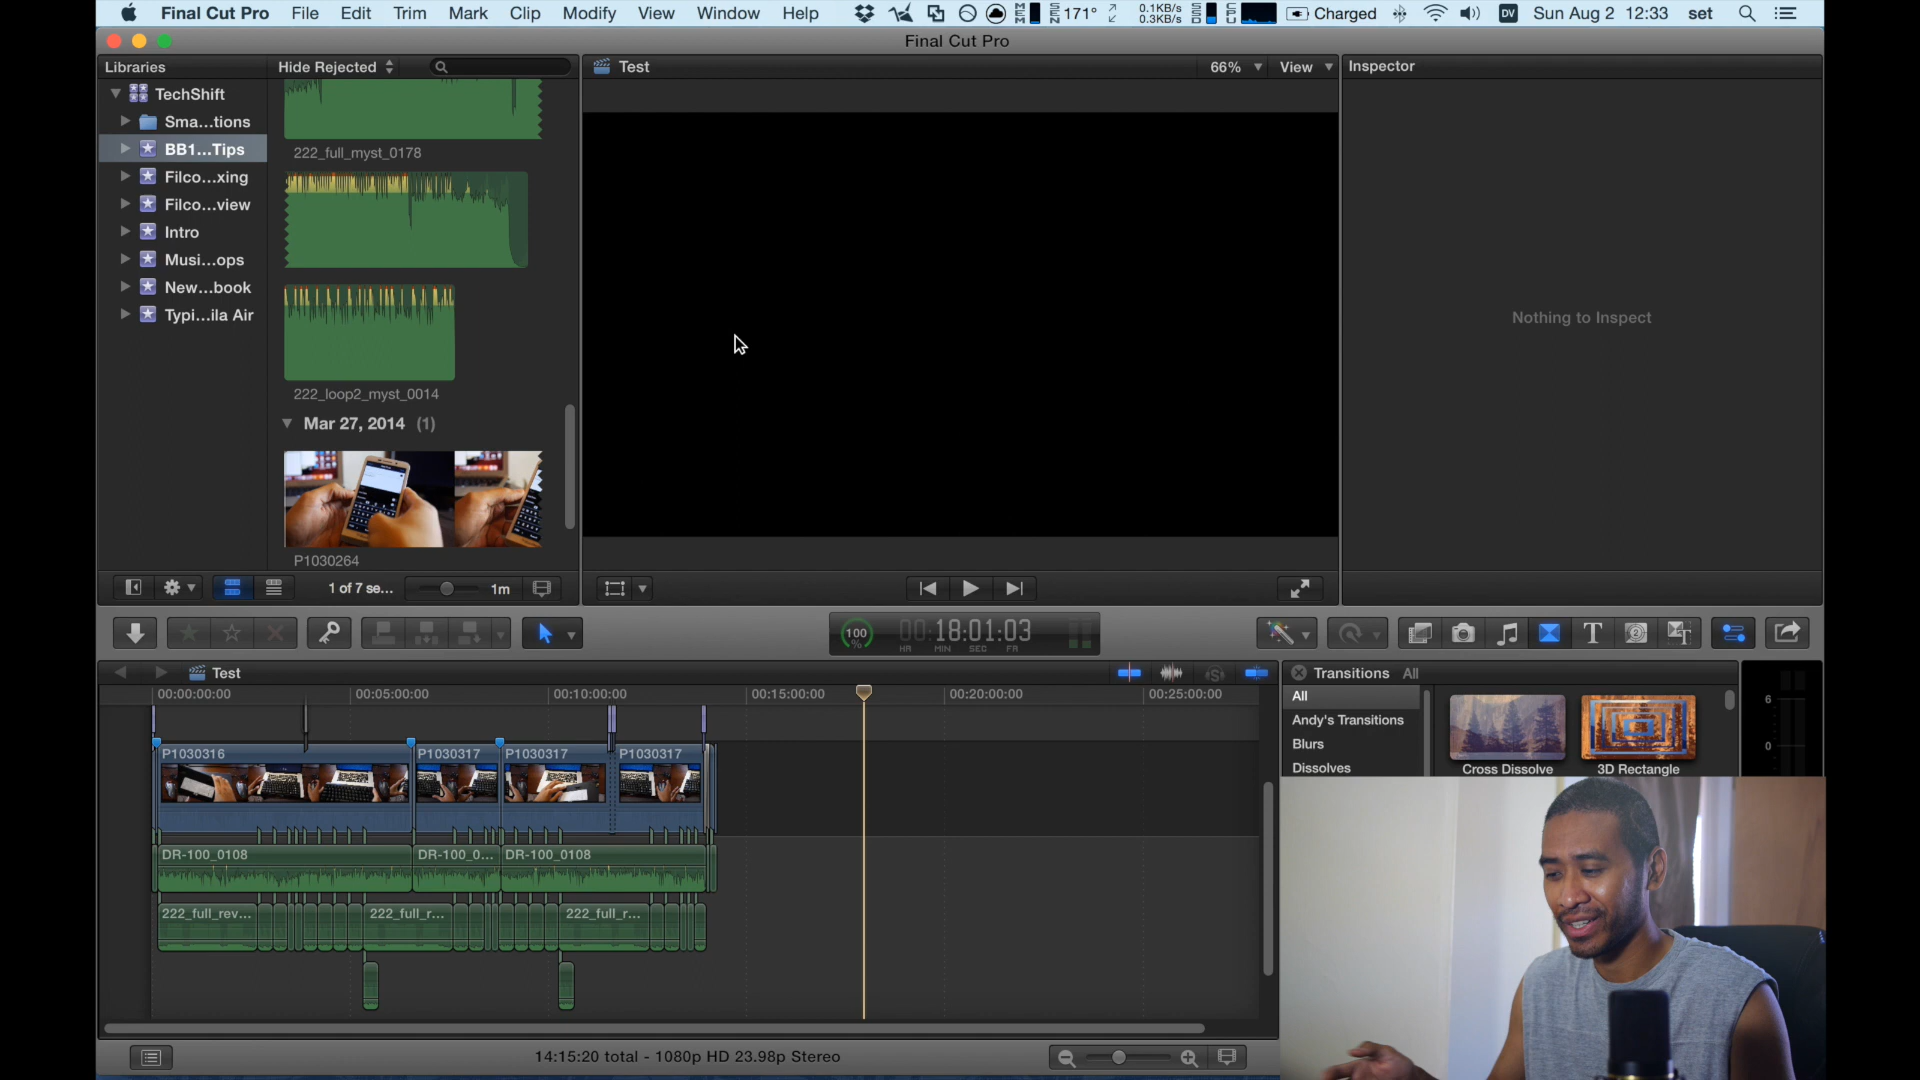 Final Cut Pro File Edit Trim Mark Clip Modify View Window Help 171° 0.1KB/s 0.3KB/s Charged DV Sun Aug 2 12:33 set
Final Cut Pro
Libraries Hide Rejected Test 66% View Inspector
TechShift
Sma...tions
BB1...Tips
Filco...xing
Filco...view
Intro
Musi...ops
New...book
Typi...ila Air
222_full_myst_0178
222_loop2_myst_0014
Mar 27, 2014 (1)
P1030264
Nothing to Inspect
1 of 7 se... 1m
100 % 00:18:01:03
HR MIN SEC FR
Test
00:00:00:00 00:05:00:00 00:10:00:00 00:15:00:00 00:20:00:00 00:25:00:00
P1030316 P1030317 P1030317 P1030317
DR-100_0108 DR-100_0... DR-100_0108
222_full_rev... 222_full_r... 222_full_r...
Transitions All
All
Andy's Transitions
Blurs
Dissolves
Cross Dissolve 3D Rectangle
6
0
14:15:20 total - 1080p HD 23.98p Stereo